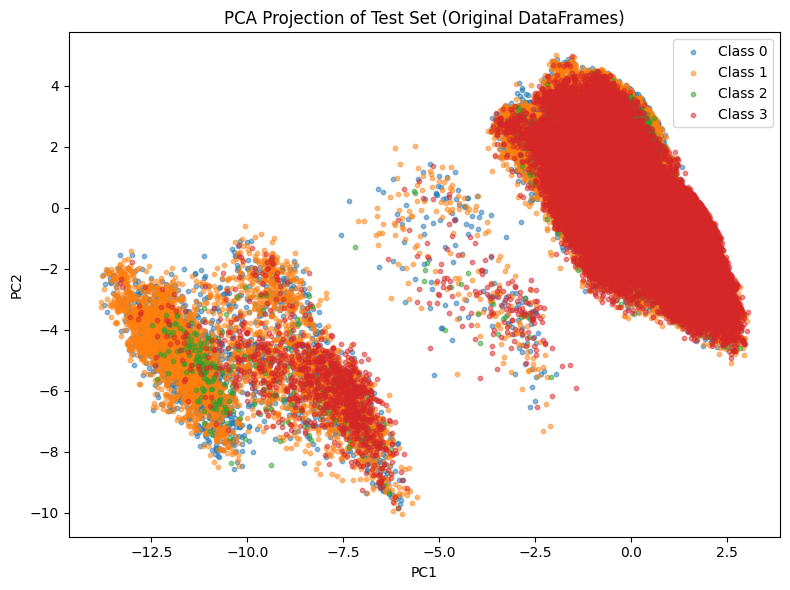 PCA Projection of Test Set (Original DataFrames)
Class 0
Class 1
Class 2
Class 3
PC2
4
2
0
−2
−4
−6
−8
−10
−12.5
−10.0
−7.5
−5.0
−2.5
0.0
2.5
PC1